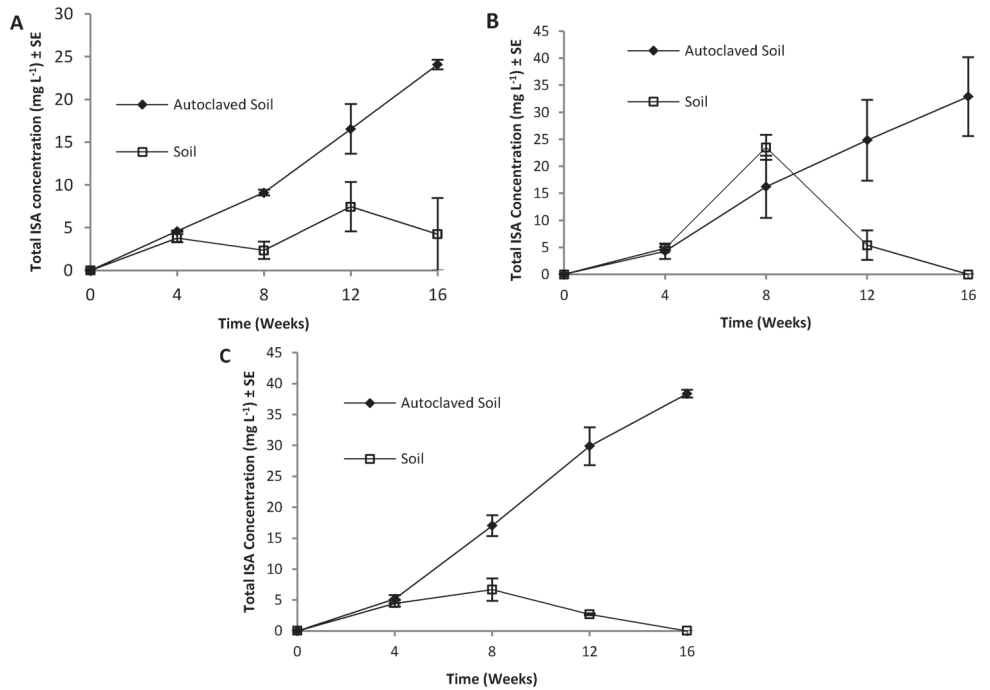 A
Total ISA concentration (mg L-1) ± SE
30
25
20
15
10
5
0
Autoclaved Soil
Soil
0 4 8 12 16
Time (Weeks)
B
Total ISA Concentration (mg L-1) ± SE
45
40
35
30
25
20
15
10
5
0
Autoclaved Soil
Soil
0 4 8 12 16
Time (Weeks)
C
Total ISA Concentration (mg L-1) ± SE
45
40
35
30
25
20
15
10
5
0
Autoclaved Soil
Soil
0 4 8 12 16
Time (Weeks)